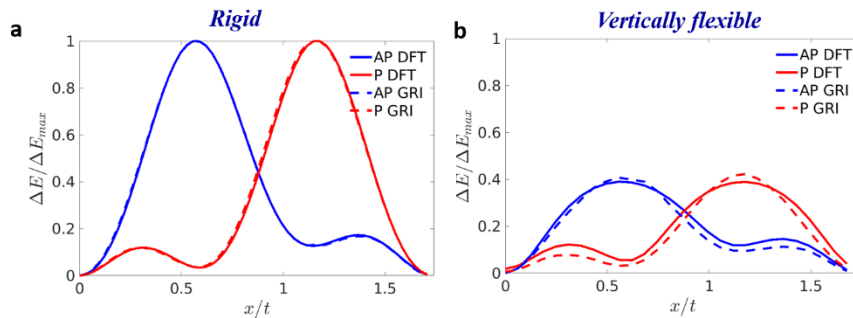 Rigid
a
1
0.8
0.6
0.4
0.2
0
ΔE/ΔE_max
0
0.5
1
1.5
x/t
AP DFT
P DFT
AP GRI
P GRI
Vertically flexible
b
1
0.8
0.6
0.4
0.2
0
ΔE/ΔE_max
0
0.5
1
1.5
x/t
AP DFT
P DFT
AP GRI
P GRI